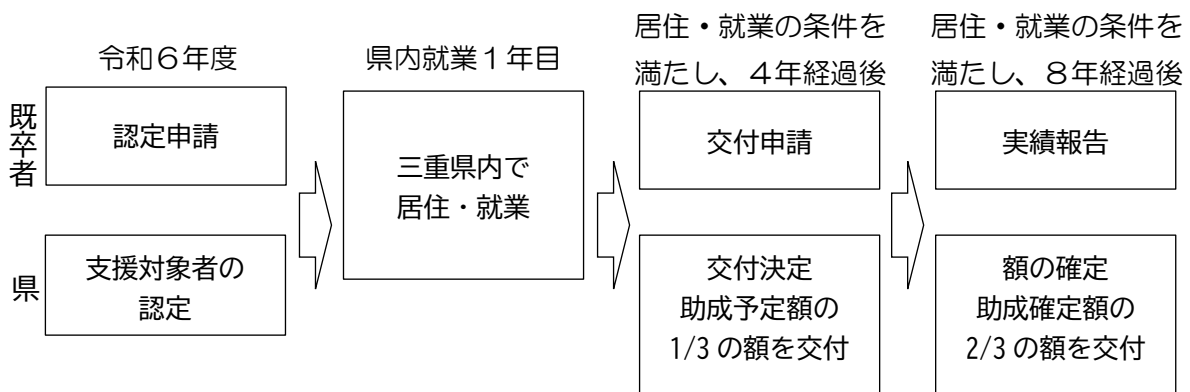 令和６年度
県内就業１年目
居住・就業の条件を
満たし、４年経過後
居住・就業の条件を
満たし、８年経過後
既卒者
認定申請
三重県内で
居住・就業
交付申請
実績報告
県
支援対象者の
認定
交付決定
助成予定額の
1/3 の額を交付
額の確定
助成確定額の
2/3 の額を交付